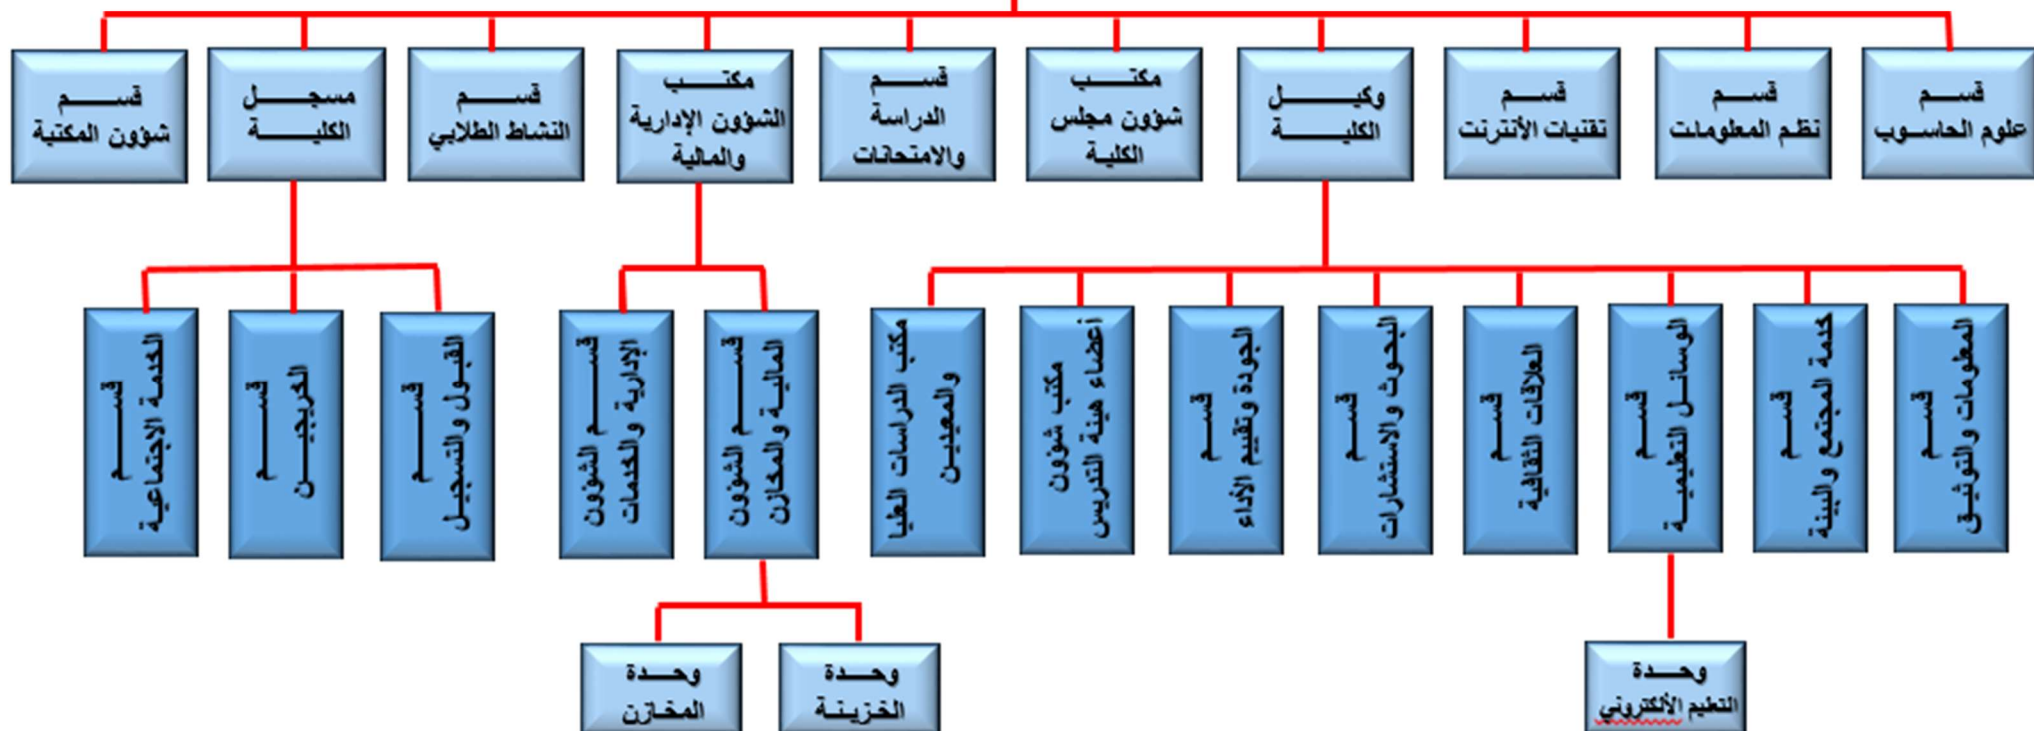 قسم
علوم الحاسوب
قسم
نظم المعلومات
قسم
تقنيات الأنترنت
وكيل
الكلية
مكتب
شؤون مجلس
الكلية
قسم
الدراسة
والامتحانات
مكتب
الشؤون الإدارية
والمالية
قسم
النشاط الطلابي
مسجل
الكلية
قسم
شؤون المكتبة
قسم
المعلومات والتوثيق
قسم
خدمة المجتمع والبيئة
قسم
الوسائل التعليمية
قسم
العلاقات الثقافية
قسم
البحوث والاستشارات
قسم
الجودة وتقييم الأداء
مكتب شؤون
أعضاء هيئة التدريس
مكتب الدراسات العليا
والمعيدين
قسم الشؤون
المالية والمخازن
قسم الشؤون
الإدارية والخدمات
قسم
القبول والتسجيل
قسم
الخريجين
قسم
الخدمة الاجتماعية
وحدة
التعليم الألكتروني
وحدة
الخزينة
وحدة
المخازن